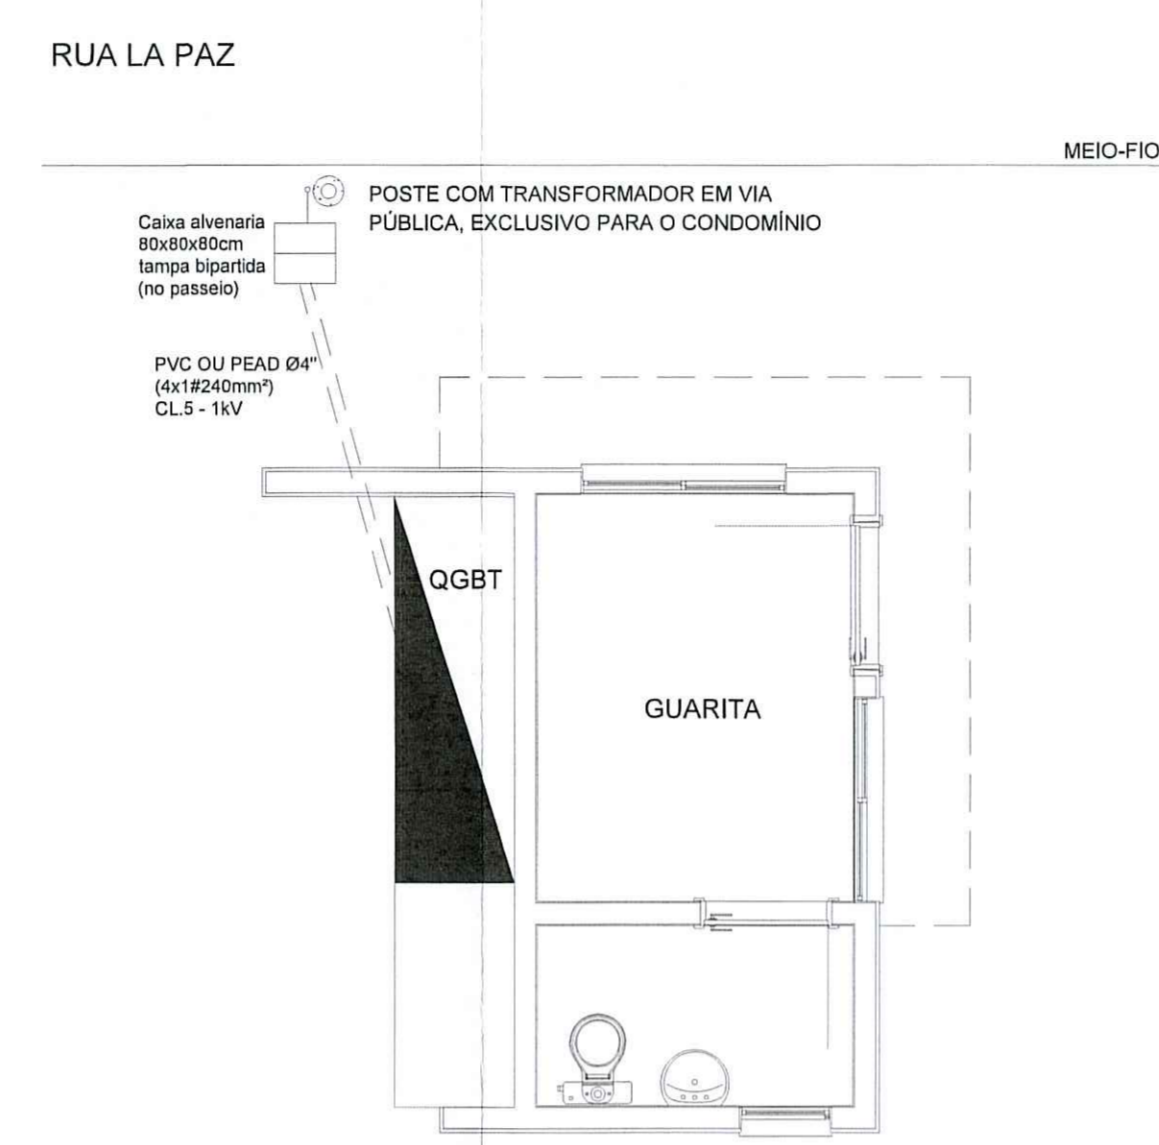 RUA LA PAZ
MEIO-FIO
POSTE COM TRANSFORMADOR EM VIA
PÚBLICA, EXCLUSIVO PARA O CONDOMÍNIO
Caixa alvenaria
80x80x80cm
tampa bipartida
(no passeio)
PVC OU PEAD Ø4"
(4x1#240mm²)
CL.5 - 1kV
QGBT
GUARITA